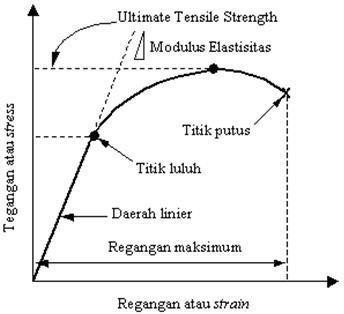 Ultimate Tensile Strength
Modulus Elastisitas
Titik putus
Titik luluh
Daerah linier
Regangan maksimum
Tegangan atau stress
Regangan atau strain